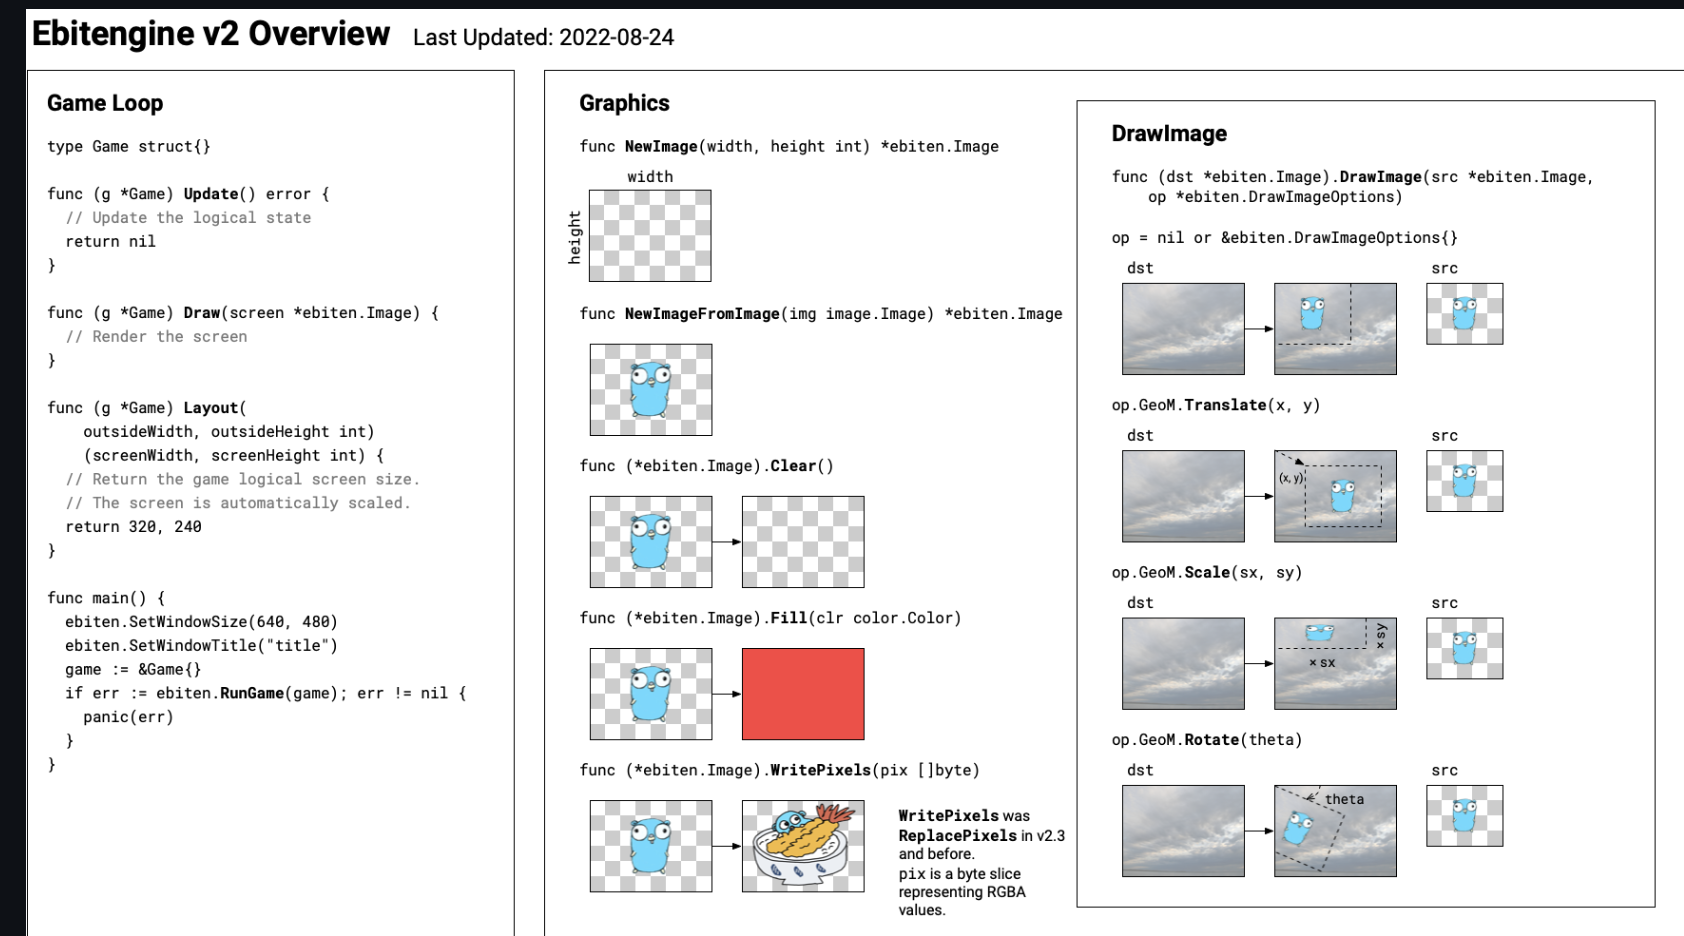 Ebitengine v2 Overview Last Updated: 2022-08-24
Game Loop
type Game struct{}
func (g *Game) Update() error {
// Update the logical state
return nil
}
func (g *Game) Draw(screen *ebiten.Image) {
// Render the screen
}
func (g *Game) Layout(
outsideWidth, outsideHeight int)
(screenWidth, screenHeight int) {
// Return the game logical screen size.
// The screen is automatically scaled.
return 320, 240
}
func main() {
ebiten.SetWindowSize(640, 480)
ebiten.SetWindowTitle("title")
game := &Game{}
if err := ebiten.RunGame(game); err != nil {
panic(err)
}
}
Graphics
func NewImage(width, height int) *ebiten.Image
width
height
func NewImageFromImage(img image.Image) *ebiten.Image
func (*ebiten.Image).Clear()
func (*ebiten.Image).Fill(clr color.Color)
func (*ebiten.Image).WritePixels(pix []byte)
WritePixels was
ReplacePixels in v2.3
and before.
pix is a byte slice
representing RGBA
values.
DrawImage
func (dst *ebiten.Image).DrawImage(src *ebiten.Image,
op *ebiten.DrawImageOptions)
op = nil or &ebiten.DrawImageOptions{}
dst src
op.GeoM.Translate(x, y)
dst src
(x, y)
op.GeoM.Scale(sx, sy)
dst src
× sy
× sx
op.GeoM.Rotate(theta)
dst src
theta